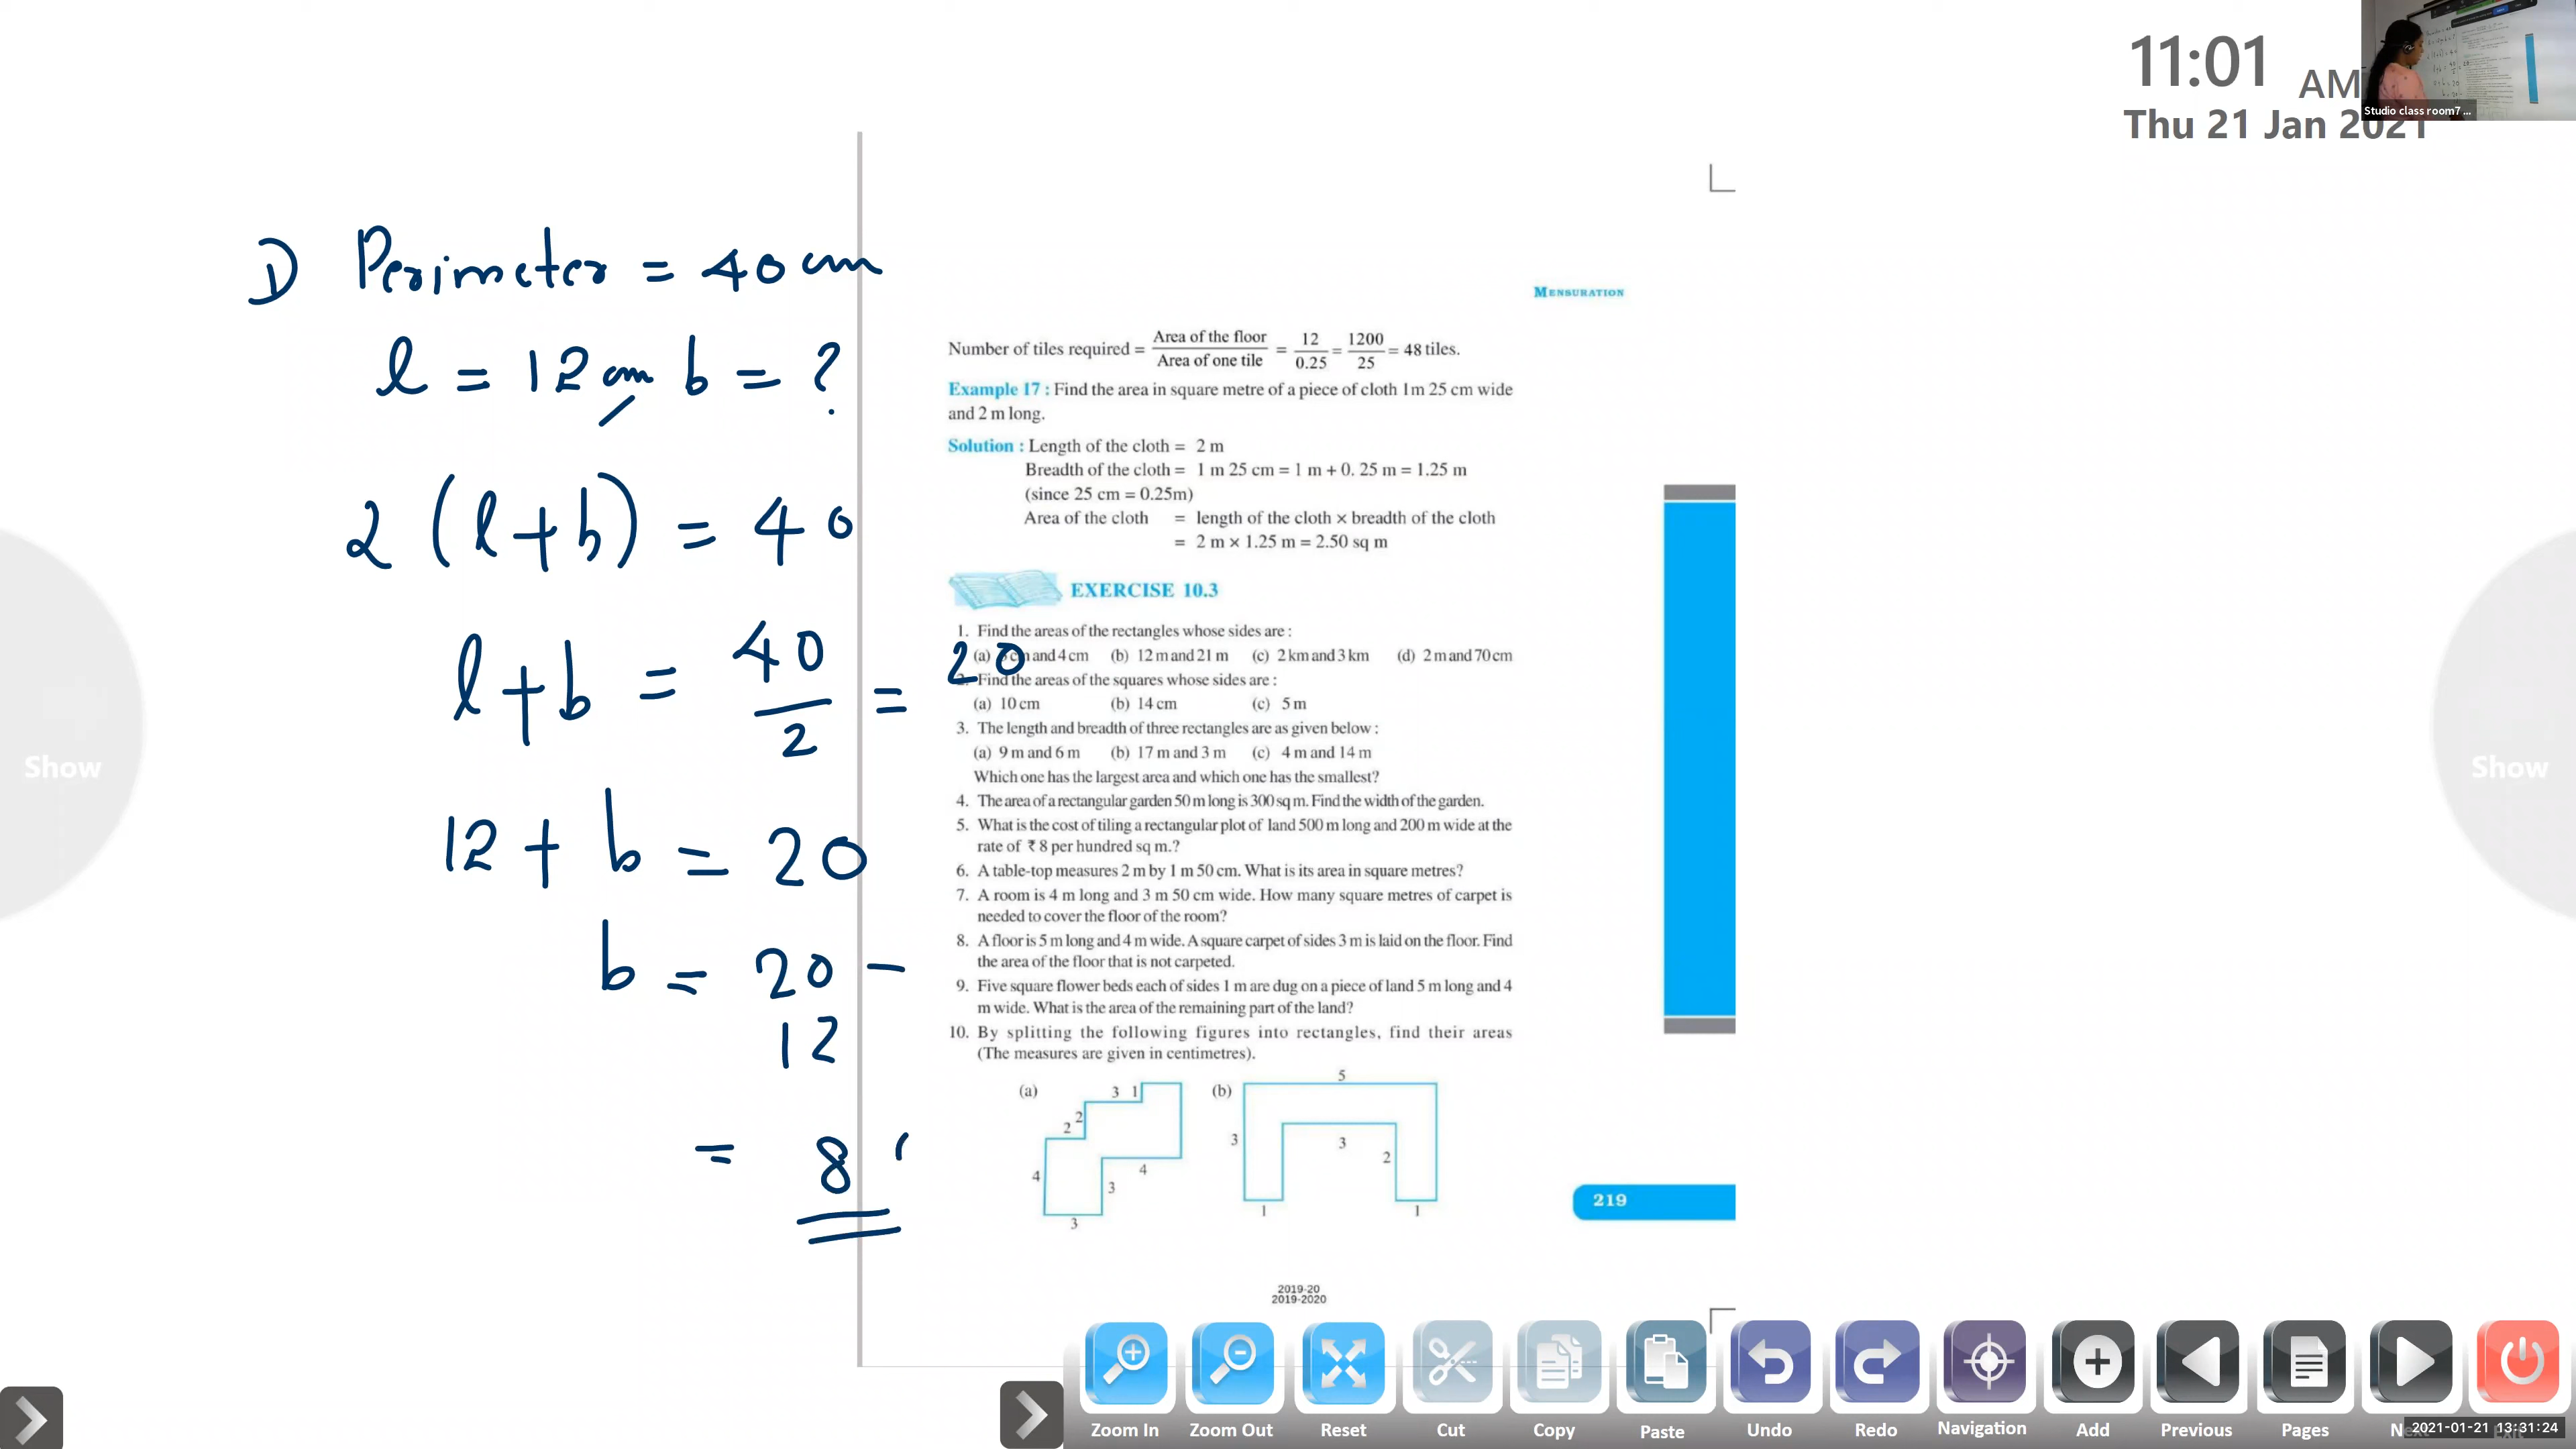 11:01 AM
Thu 21 Jan 2021
Studio class room7 ...
1) Perimeter = 40 cm
l = 12 cm b = ?
2 (l+b) = 40
l+b = 40/2 = 20
12 + b = 20
b = 20 -
12
= 8
MENSURATION
Number of tiles required = Area of the floor / Area of one tile = 12/0.25 = 1200/25 = 48 tiles.
Example 17 : Find the area in square metre of a piece of cloth 1m 25 cm wide
and 2 m long.
Solution : Length of the cloth = 2 m
Breadth of the cloth = 1 m 25 cm = 1 m + 0. 25 m = 1.25 m
(since 25 cm = 0.25m)
Area of the cloth = length of the cloth × breadth of the cloth
= 2 m × 1.25 m = 2.50 sq m
EXERCISE 10.3
1. Find the areas of the rectangles whose sides are :
(a) and 4 cm (b) 12 m and 21 m (c) 2 km and 3 km (d) 2 m and 70 cm
Find the areas of the squares whose sides are :
(a) 10 cm (b) 14 cm (c) 5 m
3. The length and breadth of three rectangles are as given below :
(a) 9 m and 6 m (b) 17 m and 3 m (c) 4 m and 14 m
Which one has the largest area and which one has the smallest?
4. The area of a rectangular garden 50 m long is 300 sq m. Find the width of the garden.
5. What is the cost of tiling a rectangular plot of land 500 m long and 200 m wide at the
rate of ₹ 8 per hundred sq m.?
6. A table-top measures 2 m by 1 m 50 cm. What is its area in square metres?
7. A room is 4 m long and 3 m 50 cm wide. How many square metres of carpet is
needed to cover the floor of the room?
8. A floor is 5 m long and 4 m wide. A square carpet of sides 3 m is laid on the floor. Find
the area of the floor that is not carpeted.
9. Five square flower beds each of sides 1 m are dug on a piece of land 5 m long and 4
m wide. What is the area of the remaining part of the land?
10. By splitting the following figures into rectangles, find their areas
(The measures are given in centimetres).
(a) 3 1 2 2 4 4 3 3
(b) 5 3 3 2 1 1
219
2019-20
2019-2020
Show
Show
Zoom In Zoom Out Reset Cut Copy Paste Undo Redo Navigation Add Previous Pages
2021-01-21 13:31:24